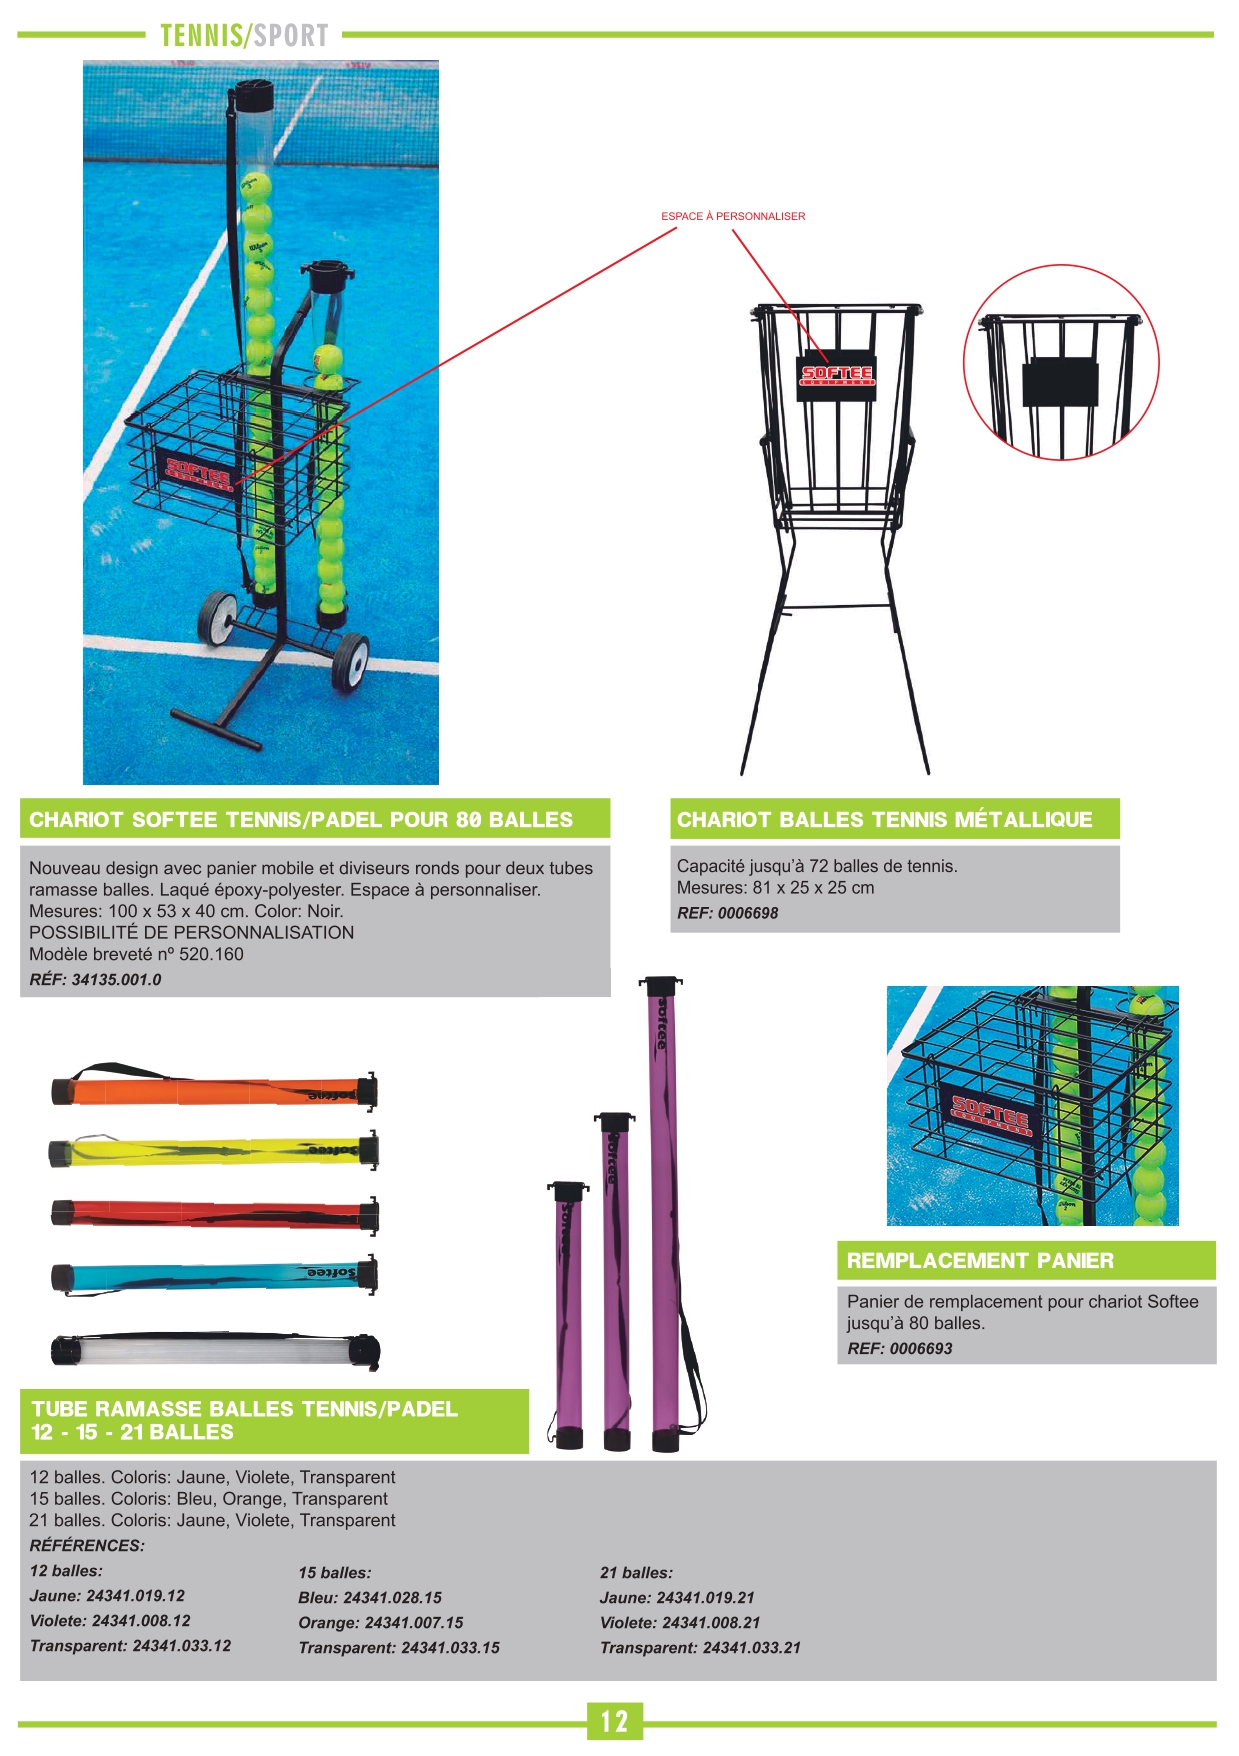 TENNIS/SPORT
ESPACE À PERSONNALISER
SOFTEE
EQUIPMENT
SOFTEE
CHARIOT SOFTEE TENNIS/PADEL POUR 80 BALLES
Nouveau design avec panier mobile et diviseurs ronds pour deux tubes
ramasse balles. Laqué époxy-polyester. Espace à personnaliser.
Mesures: 100 x 53 x 40 cm. Color: Noir.
POSSIBILITÉ DE PERSONNALISATION
Modèle breveté nº 520.160
RÉF: 34135.001.0
CHARIOT BALLES TENNIS MÉTALLIQUE
Capacité jusqu'à 72 balles de tennis.
Mesures: 81 x 25 x 25 cm
REF: 0006698
Softee
Softee
Softee
Softee
Softee
Softee
SOFTEE
REMPLACEMENT PANIER
Panier de remplacement pour chariot Softee
jusqu'à 80 balles.
REF: 0006693
TUBE RAMASSE BALLES TENNIS/PADEL
12 - 15 - 21 BALLES
12 balles. Coloris: Jaune, Violete, Transparent
15 balles. Coloris: Bleu, Orange, Transparent
21 balles. Coloris: Jaune, Violete, Transparent
RÉFÉRENCES:
12 balles:
Jaune: 24341.019.12
Violete: 24341.008.12
Transparent: 24341.033.12
15 balles:
Bleu: 24341.028.15
Orange: 24341.007.15
Transparent: 24341.033.15
21 balles:
Jaune: 24341.019.21
Violete: 24341.008.21
Transparent: 24341.033.21
12